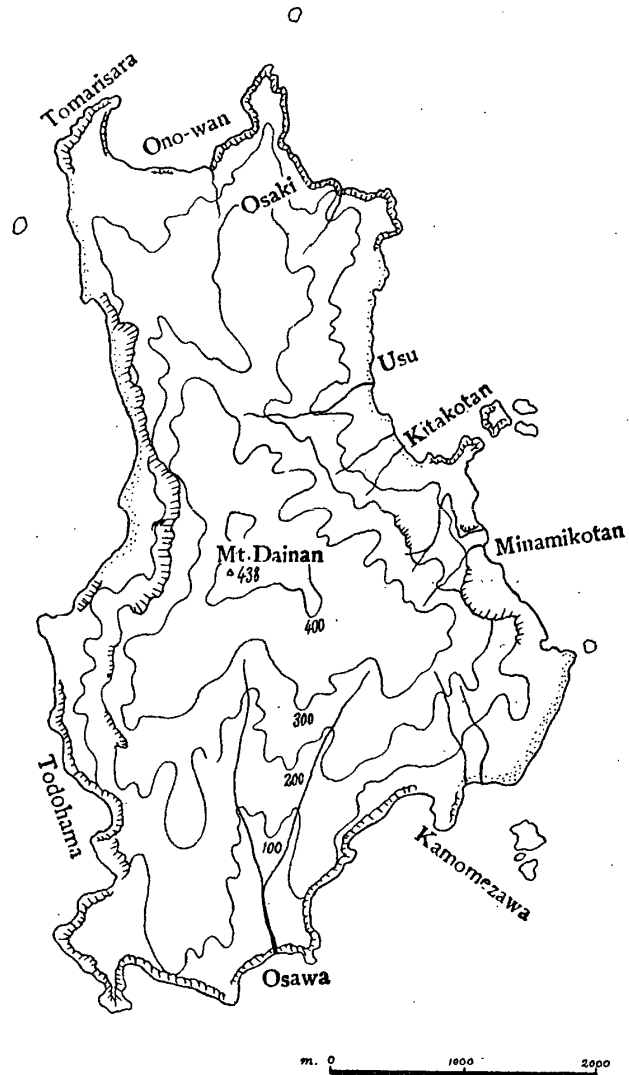 Tomarisara
Ono-wan
Osaki
Usu
Kitakotan
Minamikotan
Mt. Dainan
438
400
300
200
100
Todohama
Kamomezawa
Osawa
m. 0 1000 2000